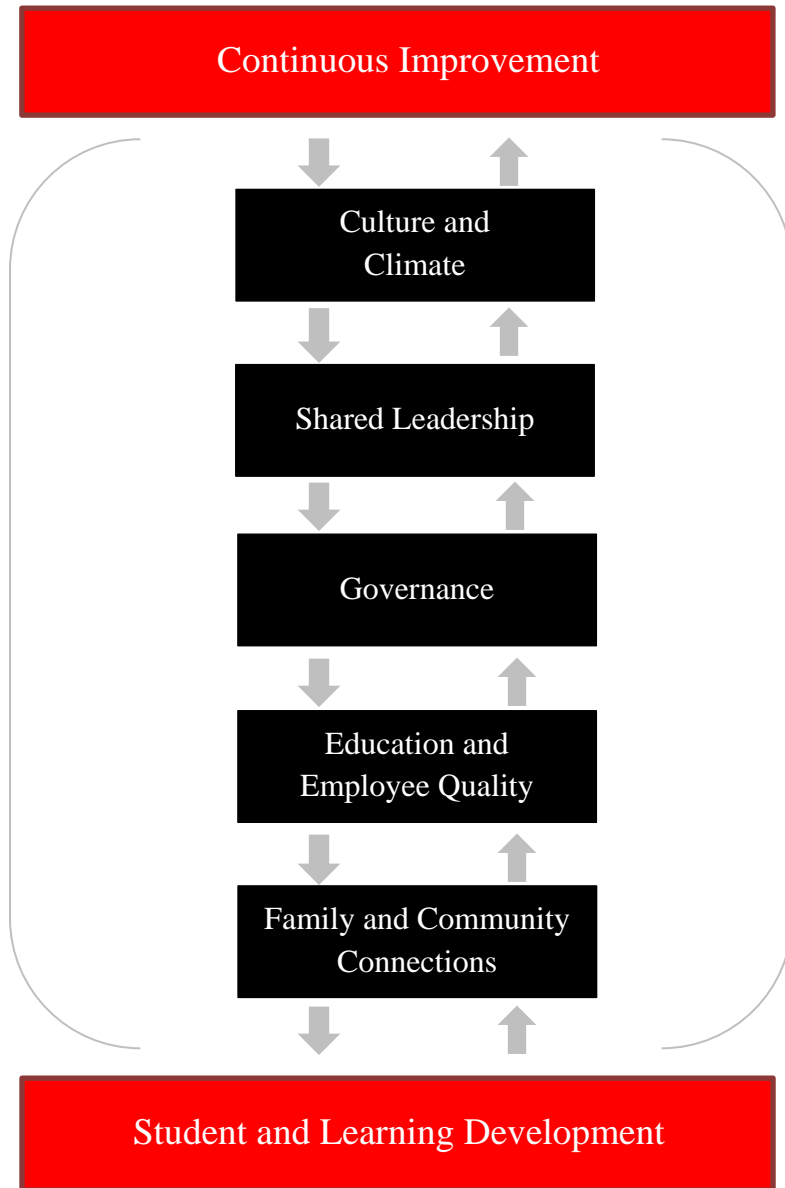 Continuous Improvement
Culture and
Climate
Shared Leadership
Governance
Education and
Employee Quality
Family and Community
Connections
Student and Learning Development